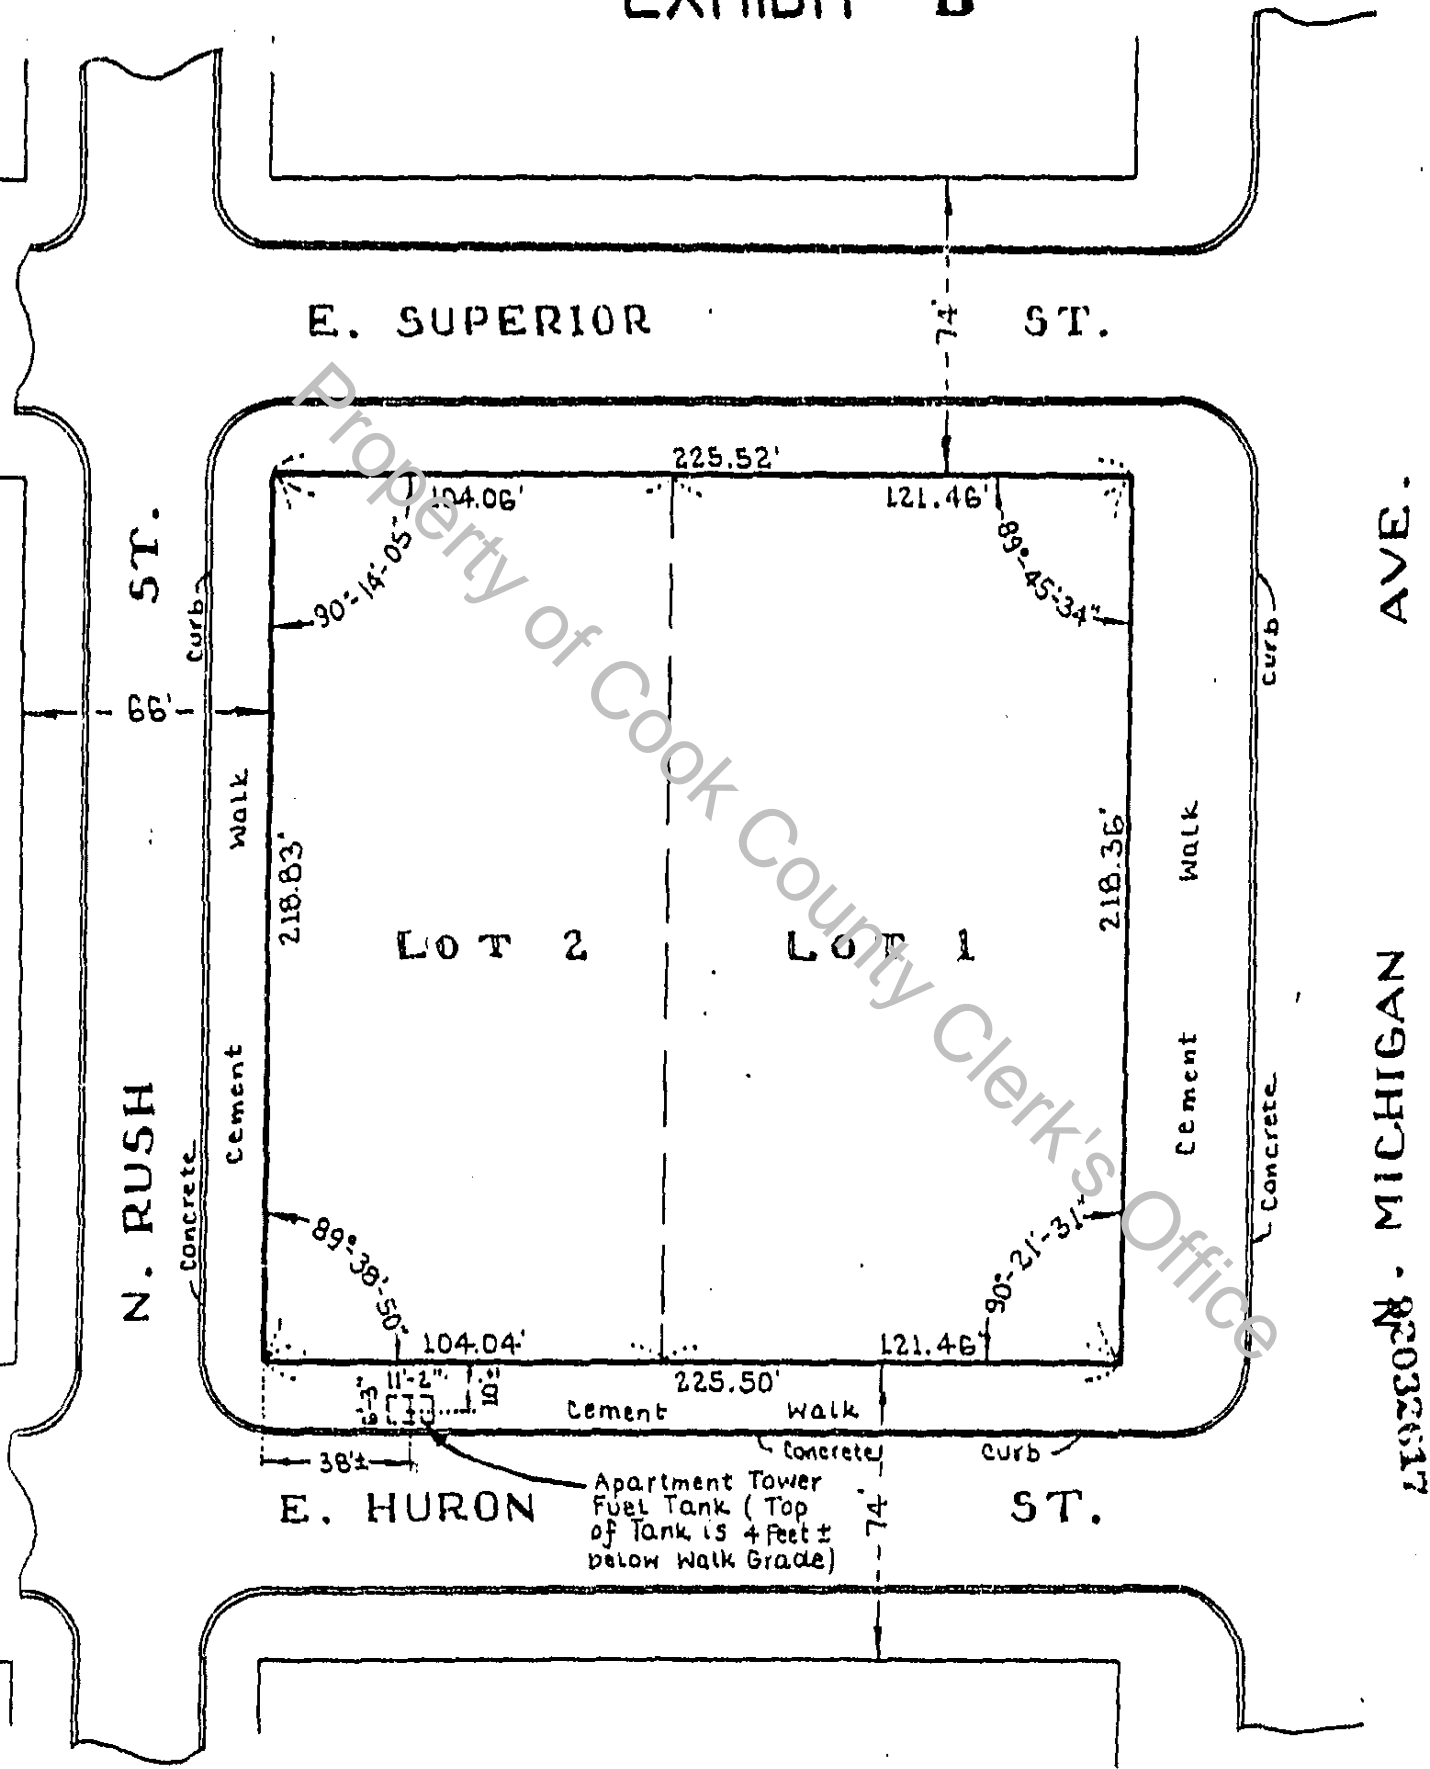 EXHIBIT B
E. SUPERIOR ST.
74'
225.52'
104.06'
121.46'
90°-14'-05"
89°-45'-34"
N. RUSH ST.
Curb
66'
Walk
218.83'
Cement
Concrete
LOT 2
LOT 1
218.36'
Walk
Cement
Curb
Concrete
N. MICHIGAN AVE.
89°-38'-50"
90°-21'-31"
104.04'
121.46'
225.50'
11'-2"
10'±
Cement Walk
Concrete Curb
38'±
E. HURON ST.
74'
Apartment Tower
Fuel Tank (Top
of Tank is 4 Feet ±
below Walk Grade)
Property of Cook County Clerk's Office